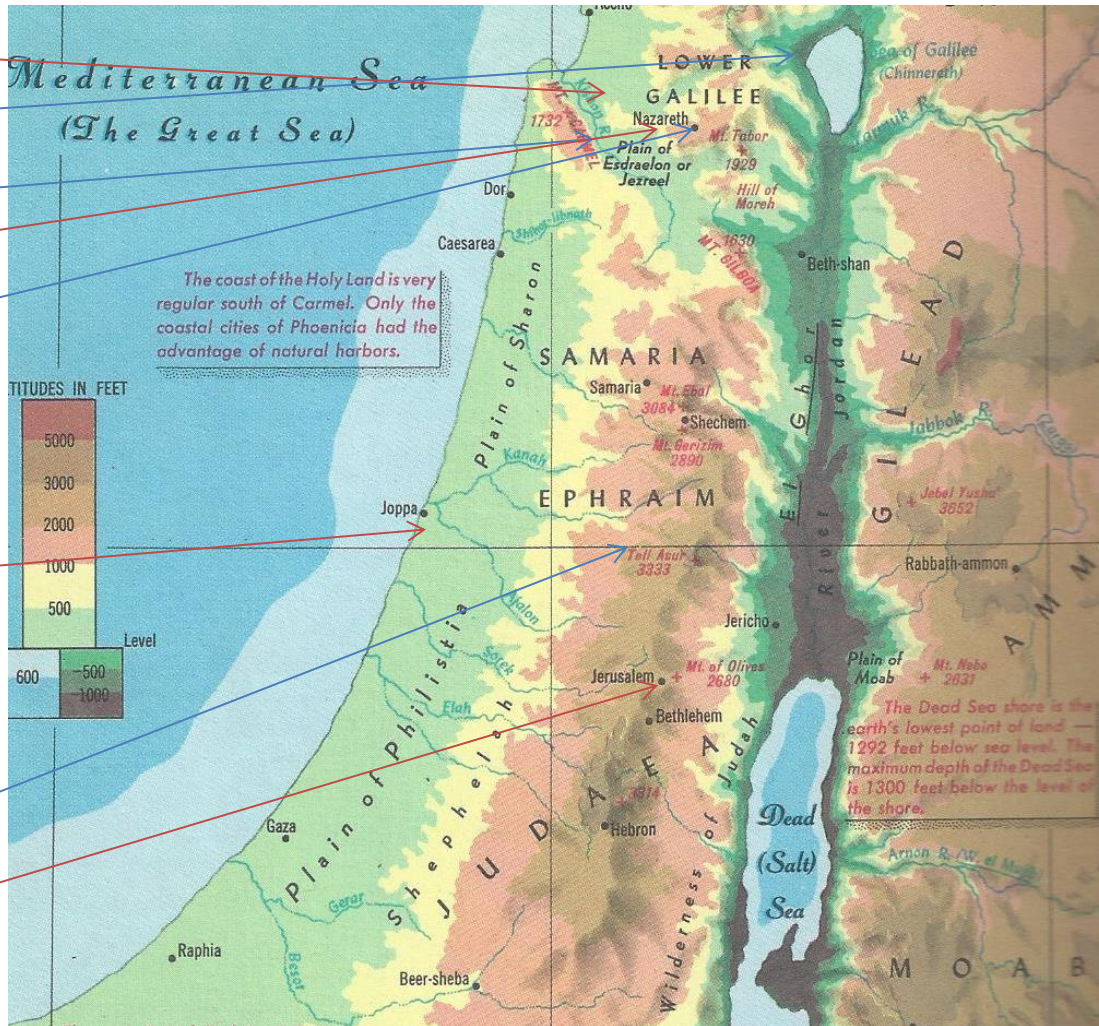 LOWER
Sea of Galilee
(Chinnereth)
Mediterranean Sea
(The Great Sea)
GALILEE
MT. CARMEL
1732
Nazareth
Mt. Tabor
1929
Plain of
Esdraelon or
Jezreel
Yarmuk R.
Hill of
Moreh
Dor
Shihor-libnath
Caesarea
1630
MT. GILBOA
Beth-shan
The coast of the Holy Land is very
regular south of Carmel. Only the
coastal cities of Phoenicia had the
advantage of natural harbors.
Plain of Sharon
SAMARIA
Samaria
Mt. Ebal
3084
Shechem
Mt. Gerizim
2890
El Ghor
River Jordan
GILEAD
Jabbok R.
TITUDES IN FEET
5000
3000
2000
1000
500
Level
600
-500
-1000
Kanah
EPHRAIM
Joppa
Jebel Yusha'
3652
Tell Asur
3333
Rabbath-ammon
AMM
Ajalon
Jericho
Sorek
Jerusalem
Mt. of Olives
2680
Plain of
Moab
Mt. Nebo
2631
Elah
Bethlehem
The Dead Sea shore is the
earth's lowest point of land —
1292 feet below sea level. The
maximum depth of the Dead Sea
is 1300 feet below the level of
the shore.
Plain of Philistia
Shephelah
JUDAEA
3314
Hebron
Wilderness of Judah
Dead
(Salt)
Sea
Gaza
Gerar
Besor
Raphia
Beer-sheba
MOAB